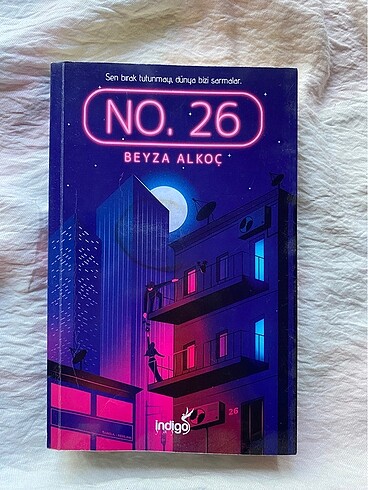 Sen bırak tutunmayı, dünya bizi sarmalar.
NO. 26
BEYZA ALKOÇ
26
indigo